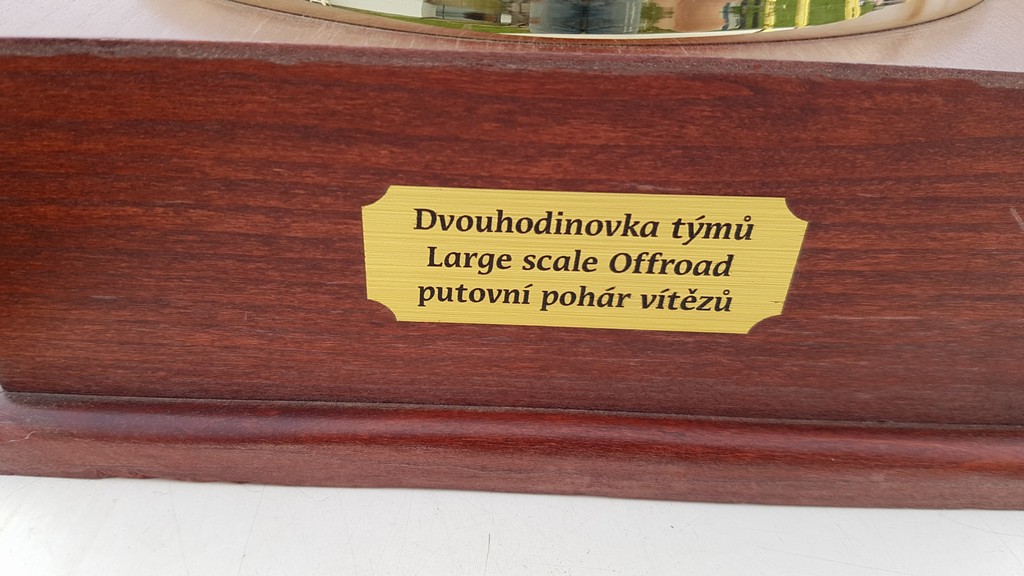 Dvouhodinovka týmů
Large scale Offroad
putovní pohár vítězů